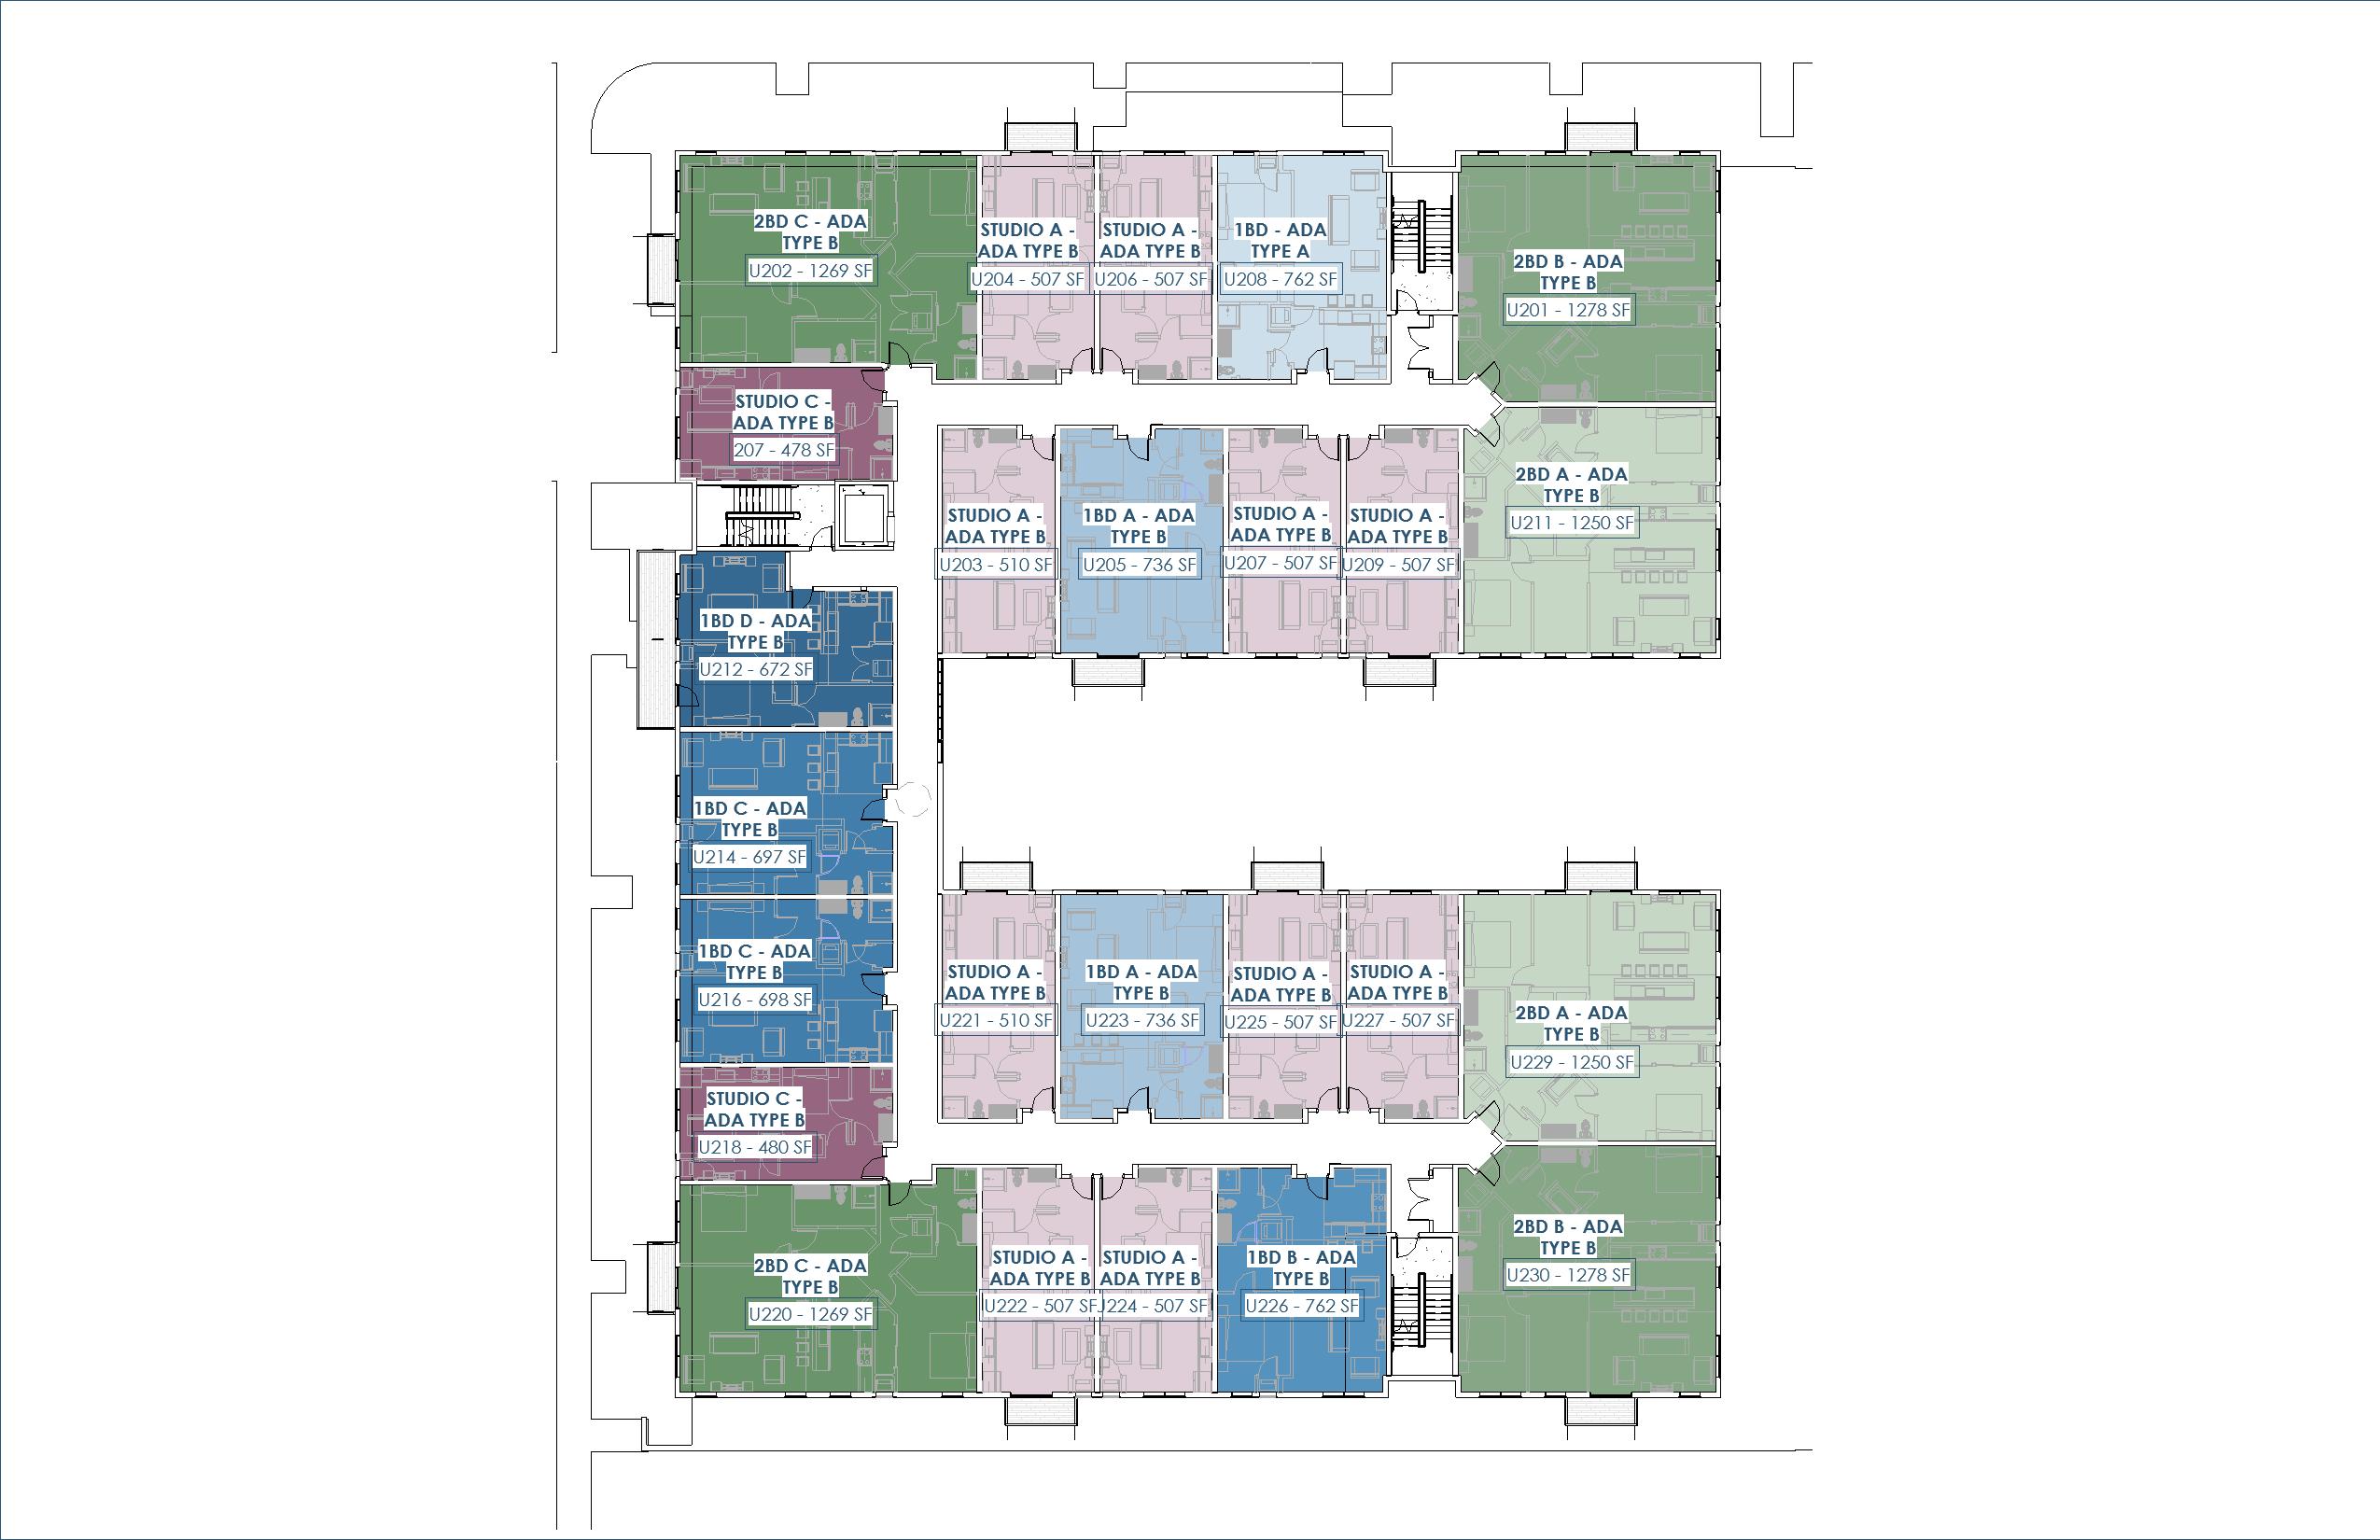 2BD C - ADA
TYPE B
U202 - 1269 SF
STUDIO A -
ADA TYPE B
U204 - 507 SF
STUDIO A -
ADA TYPE B
U206 - 507 SF
1BD - ADA
TYPE A
U208 - 762 SF
2BD B - ADA
TYPE B
U201 - 1278 SF
STUDIO C -
ADA TYPE B
207 - 478 SF
STUDIO A -
ADA TYPE B
U203 - 510 SF
1BD A - ADA
TYPE B
U205 - 736 SF
STUDIO A -
ADA TYPE B
U207 - 507 SF
STUDIO A -
ADA TYPE B
U209 - 507 SF
2BD A - ADA
TYPE B
U211 - 1250 SF
1BD D - ADA
TYPE B
U212 - 672 SF
1BD C - ADA
TYPE B
U214 - 697 SF
1BD C - ADA
TYPE B
U216 - 698 SF
STUDIO A -
ADA TYPE B
U221 - 510 SF
1BD A - ADA
TYPE B
U223 - 736 SF
STUDIO A -
ADA TYPE B
U225 - 507 SF
STUDIO A -
ADA TYPE B
U227 - 507 SF
2BD A - ADA
TYPE B
U229 - 1250 SF
STUDIO C -
ADA TYPE B
U218 - 480 SF
2BD C - ADA
TYPE B
U220 - 1269 SF
STUDIO A -
ADA TYPE B
U222 - 507 SF
STUDIO A -
ADA TYPE B
U224 - 507 SF
1BD B - ADA
TYPE B
U226 - 762 SF
2BD B - ADA
TYPE B
U230 - 1278 SF